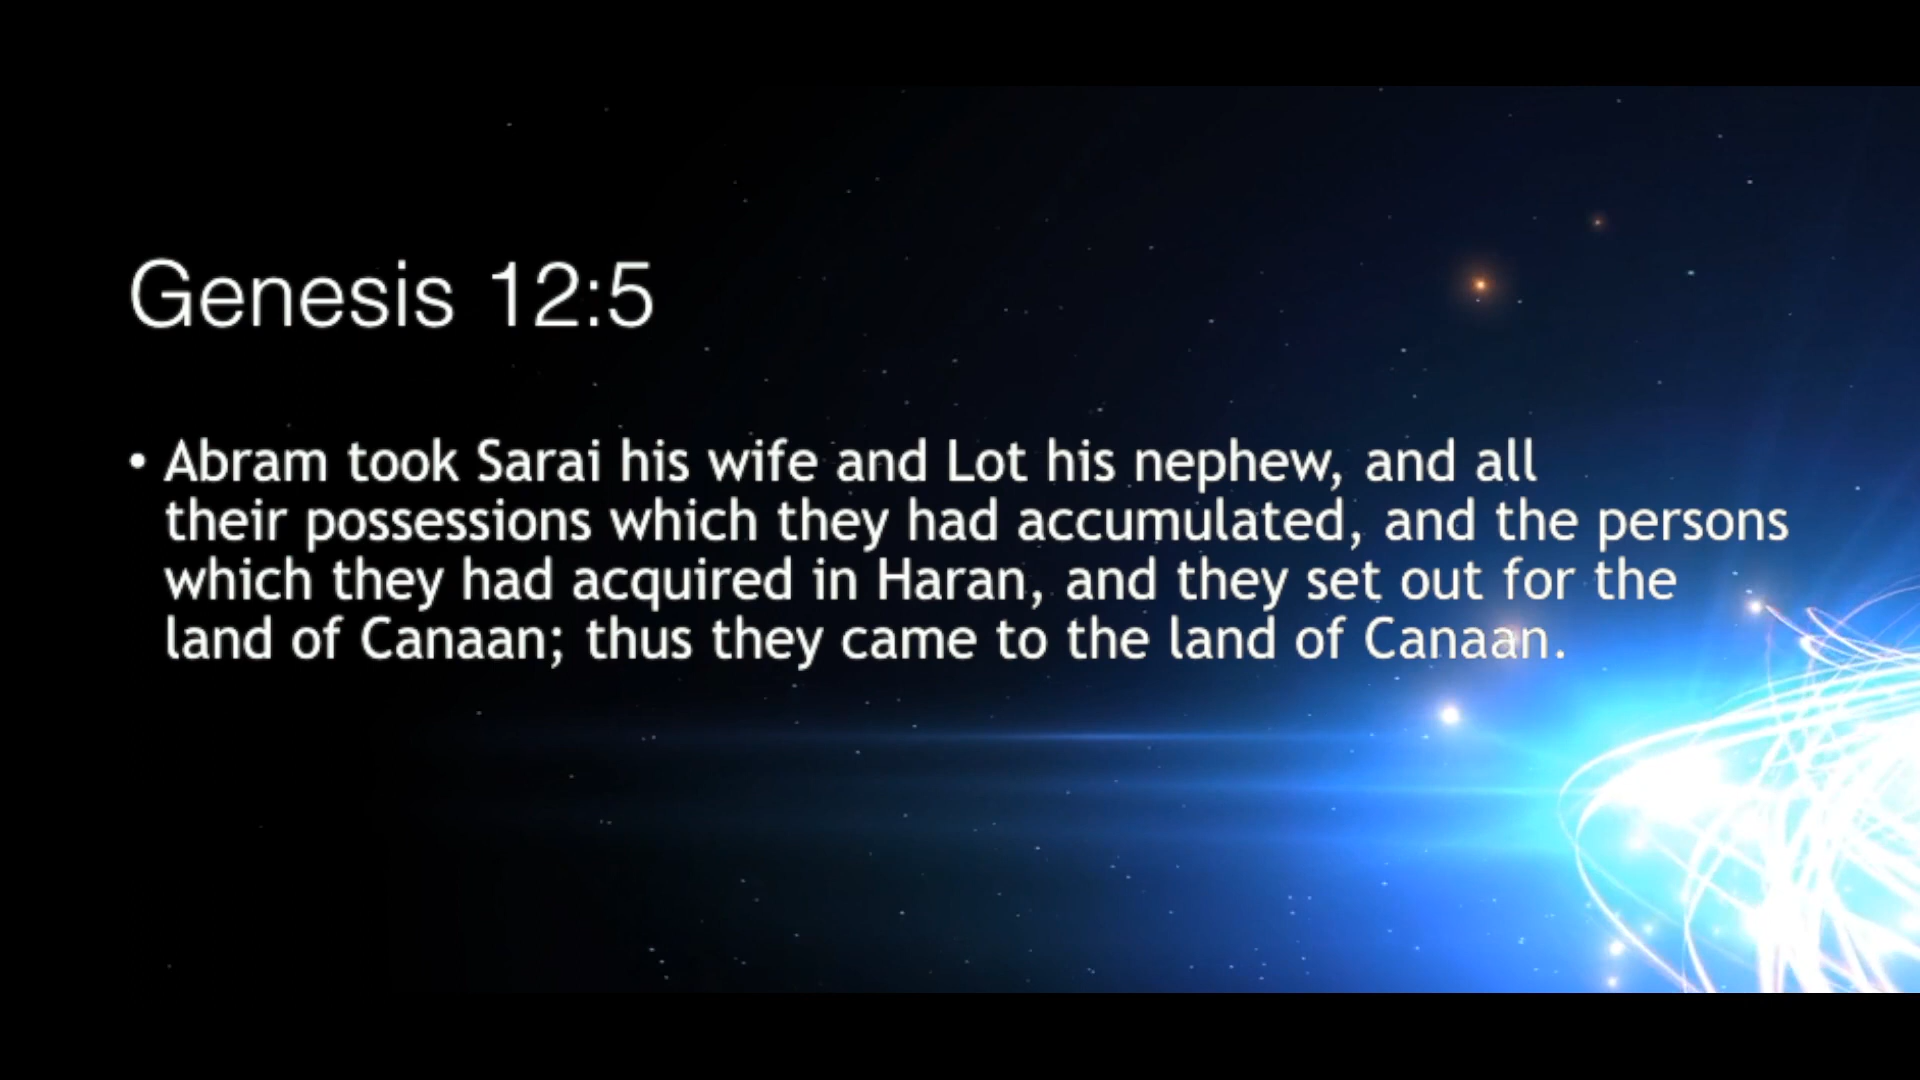 Genesis 12:5
• Abram took Sarai his wife and Lot his nephew, and all
their possessions which they had accumulated, and the persons
which they had acquired in Haran, and they set out for the
land of Canaan; thus they came to the land of Canaan.